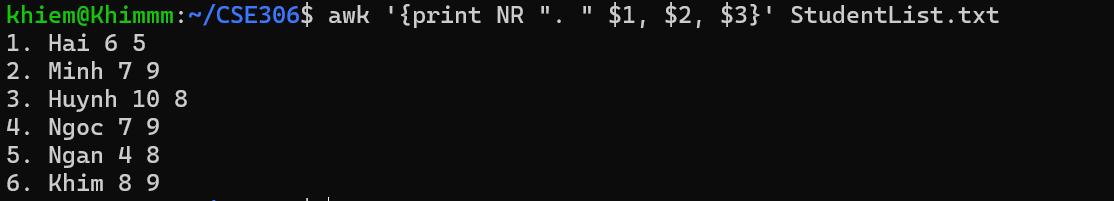 khiem@Khimmm:~/CSE306$ awk '{print NR ". " $1, $2, $3}' StudentList.txt
1. Hai 6 5
2. Minh 7 9
3. Huynh 10 8
4. Ngoc 7 9
5. Ngan 4 8
6. Khim 8 9